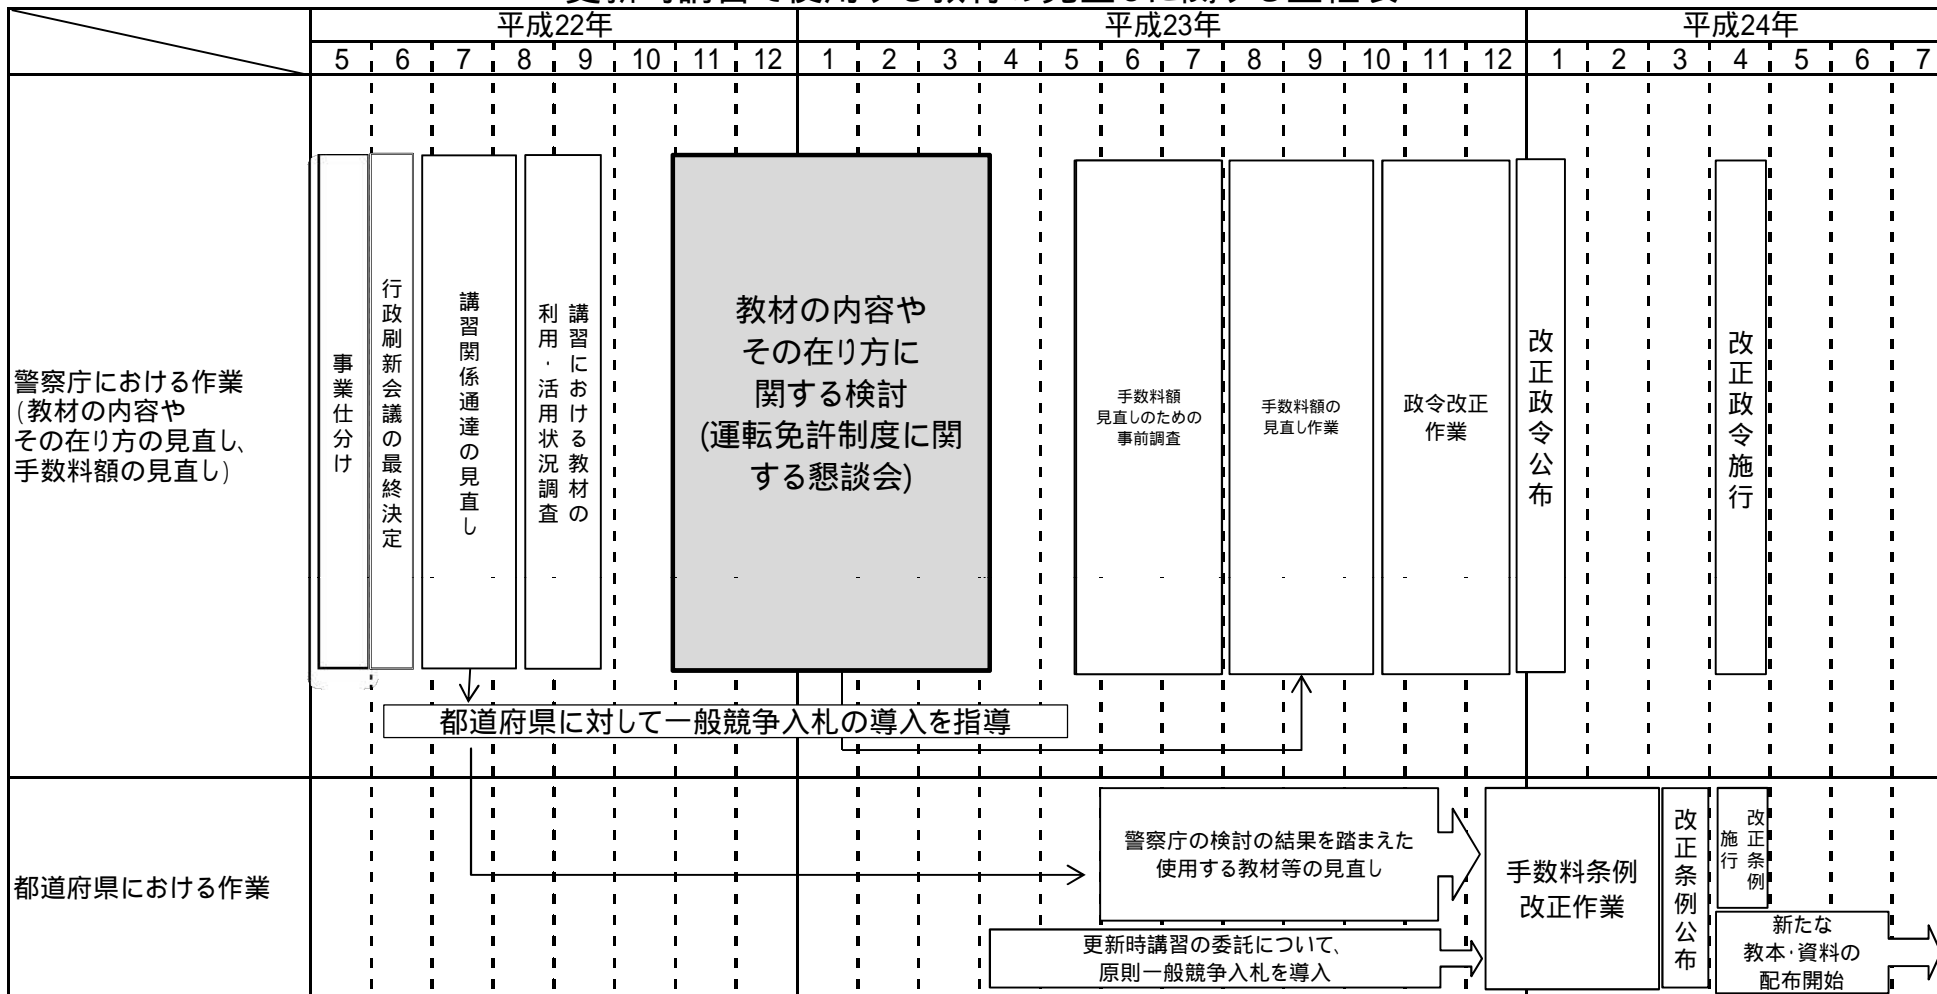 平成22年 平成23年 平成24年
5 6 7 8 9 10 11 12 1 2 3 4 5 6 7 8 9 10 11 12 1 2 3 4 5 6 7
警察庁における作業
(教材の内容や
その在り方の見直し、
手数料額の見直し)
事業仕分け
行政刷新会議の最終決定
講習関係通達の見直し
講習における教材の
利用・活用状況調査
教材の内容や
その在り方に
関する検討
(運転免許制度に関
する懇談会)
手数料額
見直しのための
事前調査
手数料額の
見直し作業
政令改正
作業
改正政令公布
改正政令施行
都道府県に対して一般競争入札の導入を指導
都道府県における作業
警察庁の検討の結果を踏まえた
使用する教材等の見直し
更新時講習の委託について、
原則一般競争入札を導入
手数料条例
改正作業
改正条例公布
改正条例
施行
新たな
教本・資料の
配布開始